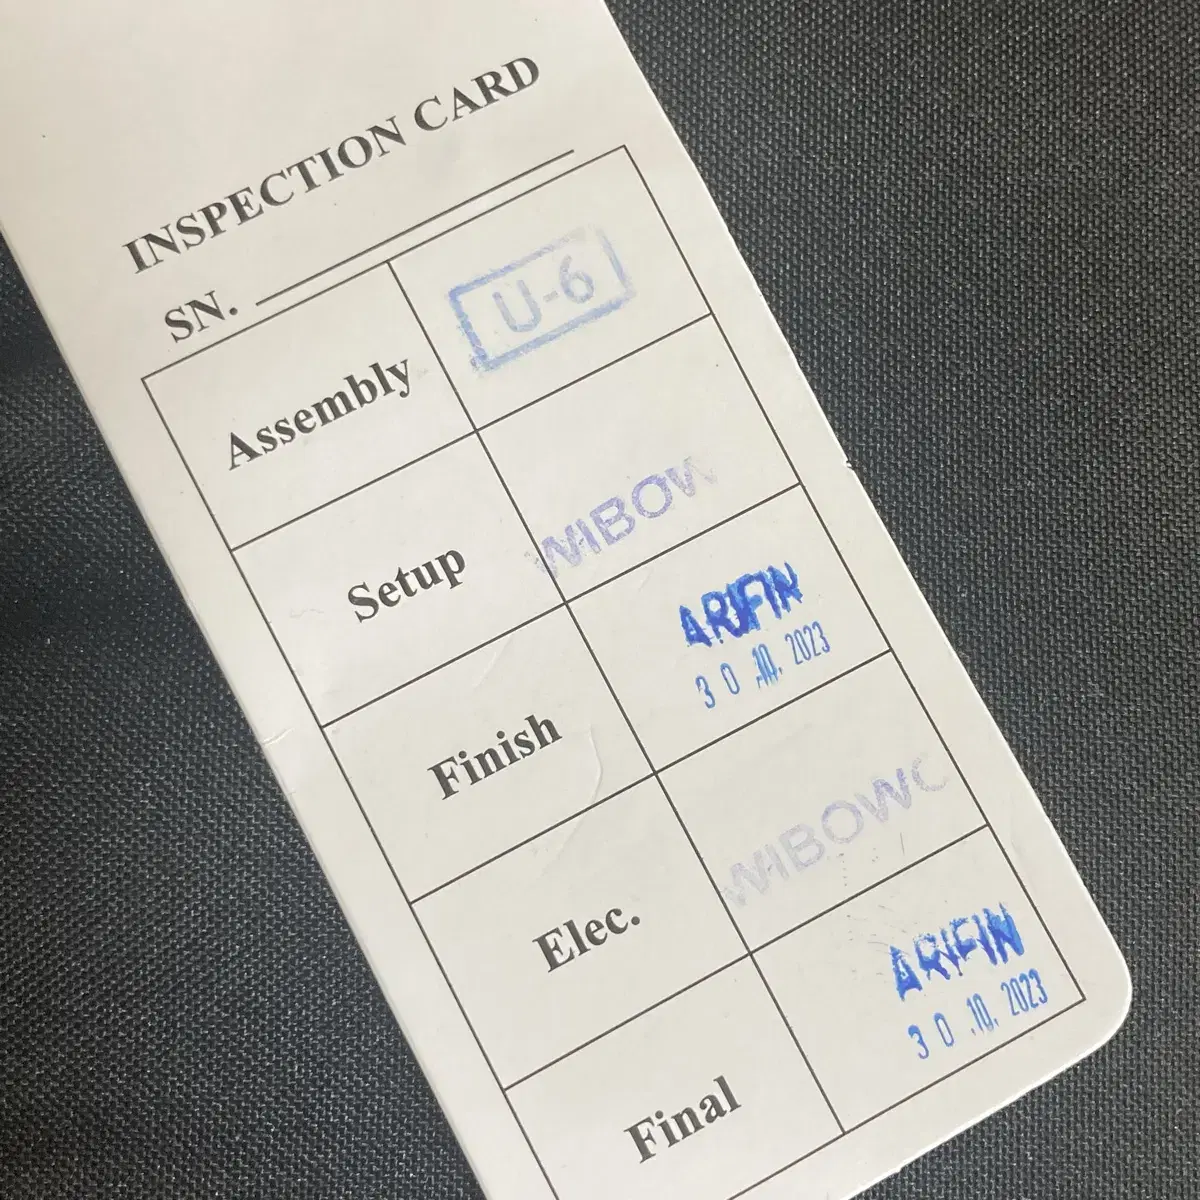 INSPECTION CARD
SN.
Assembly U-6
Setup WIBOW
Finish ARIFIN
30.10.2023
Elec. WIBOWO
Final ARIFIN
30.10.2023